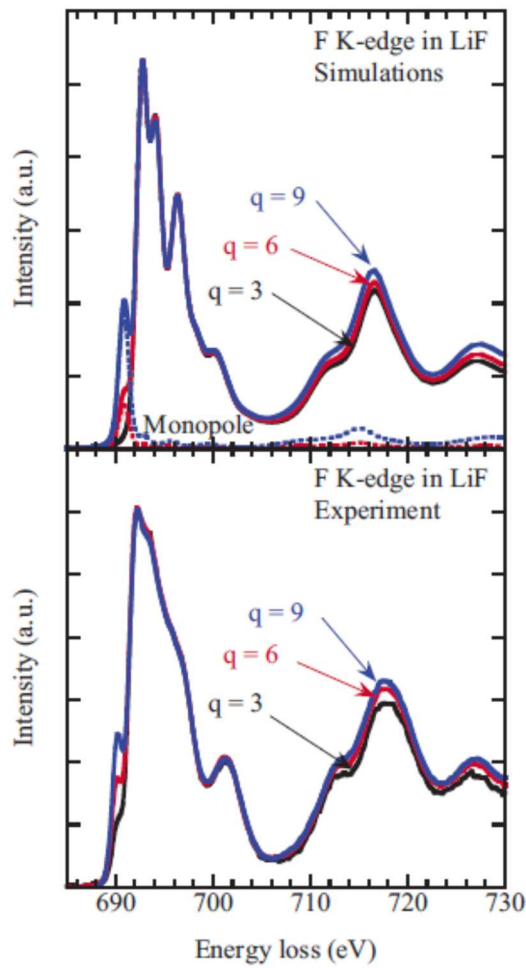 F K-edge in LiF
Simulations
Intensity (a.u.)
q = 9
q = 6
q = 3
Monopole
F K-edge in LiF
Experiment
Intensity (a.u.)
q = 9
q = 6
q = 3
690
700
710
720
730
Energy loss (eV)